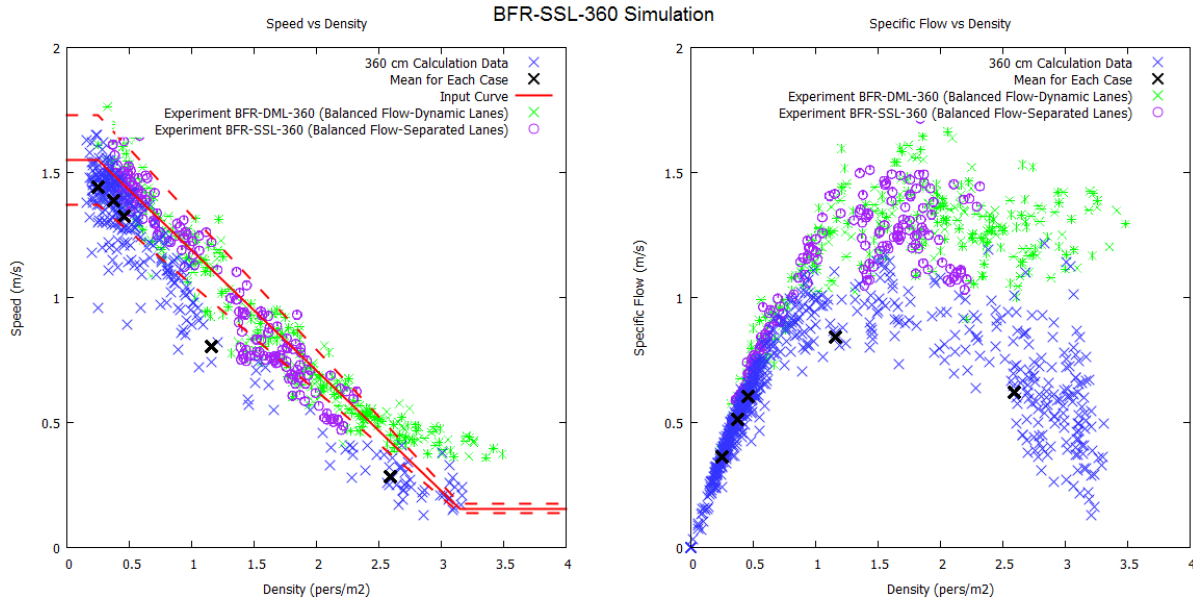 BFR-SSL-360 Simulation
Speed vs Density
2
1.5
1
0.5
0
0
0.5
1
1.5
2
2.5
3
3.5
4
Speed (m/s)
Density (pers/m2)
360 cm Calculation Data
Mean for Each Case
Input Curve
Experiment BFR-DML-360 (Balanced Flow-Dynamic Lanes)
Experiment BFR-SSL-360 (Balanced Flow-Separated Lanes)
Specific Flow vs Density
2
1.5
1
0.5
0
0
0.5
1
1.5
2
2.5
3
3.5
4
Specific Flow (m/s)
Density (pers/m2)
360 cm Calculation Data
Mean for Each Case
Experiment BFR-DML-360 (Balanced Flow-Dynamic Lanes)
Experiment BFR-SSL-360 (Balanced Flow-Separated Lanes)